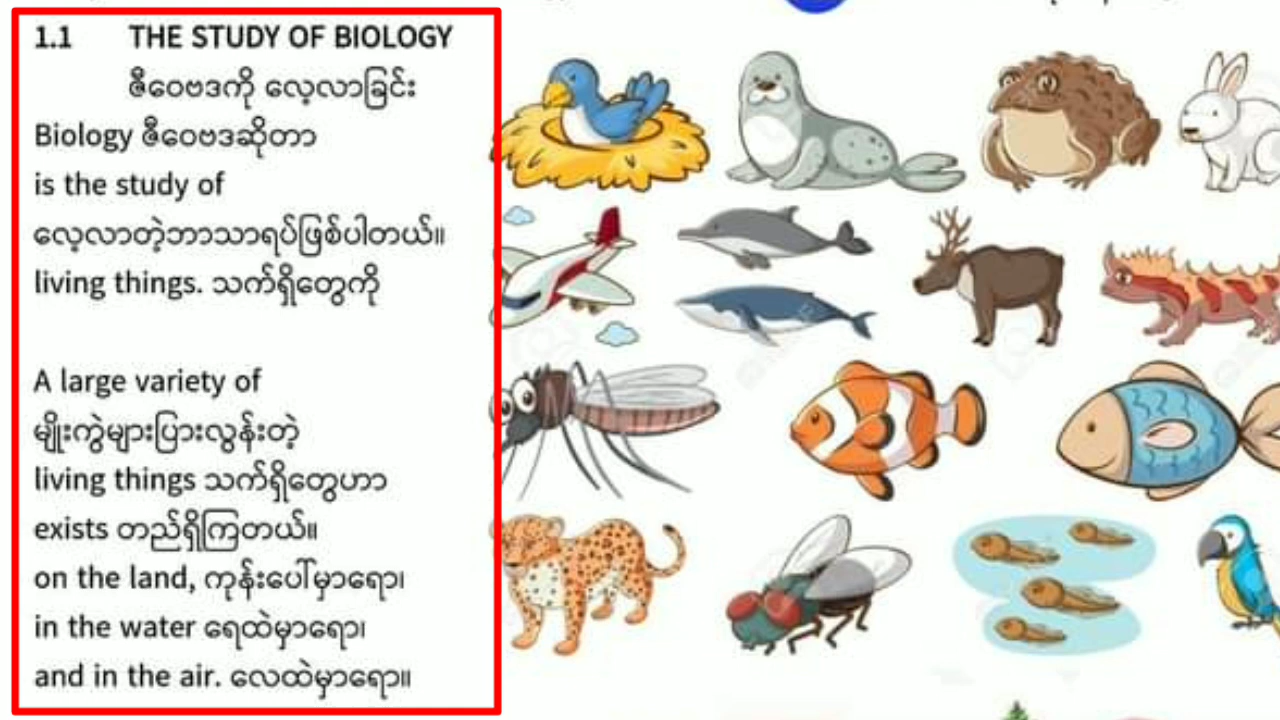 1.1 THE STUDY OF BIOLOGY
ဇီဝဗေဒကို လေ့လာခြင်း
Biology ဇီဝဗေဒဆိုတာ
is the study of
လေ့လာတဲ့ဘာသာရပ်ဖြစ်ပါတယ်။
living things. သက်ရှိတွေကို
A large variety of
မျိုးကွဲများပြားလွန်းတဲ့
living things သက်ရှိတွေဟာ
exists တည်ရှိကြတယ်။
on the land, ကုန်းပေါ်မှာရော၊
in the water ရေထဲမှာရော၊
and in the air. လေထဲမှာရော။